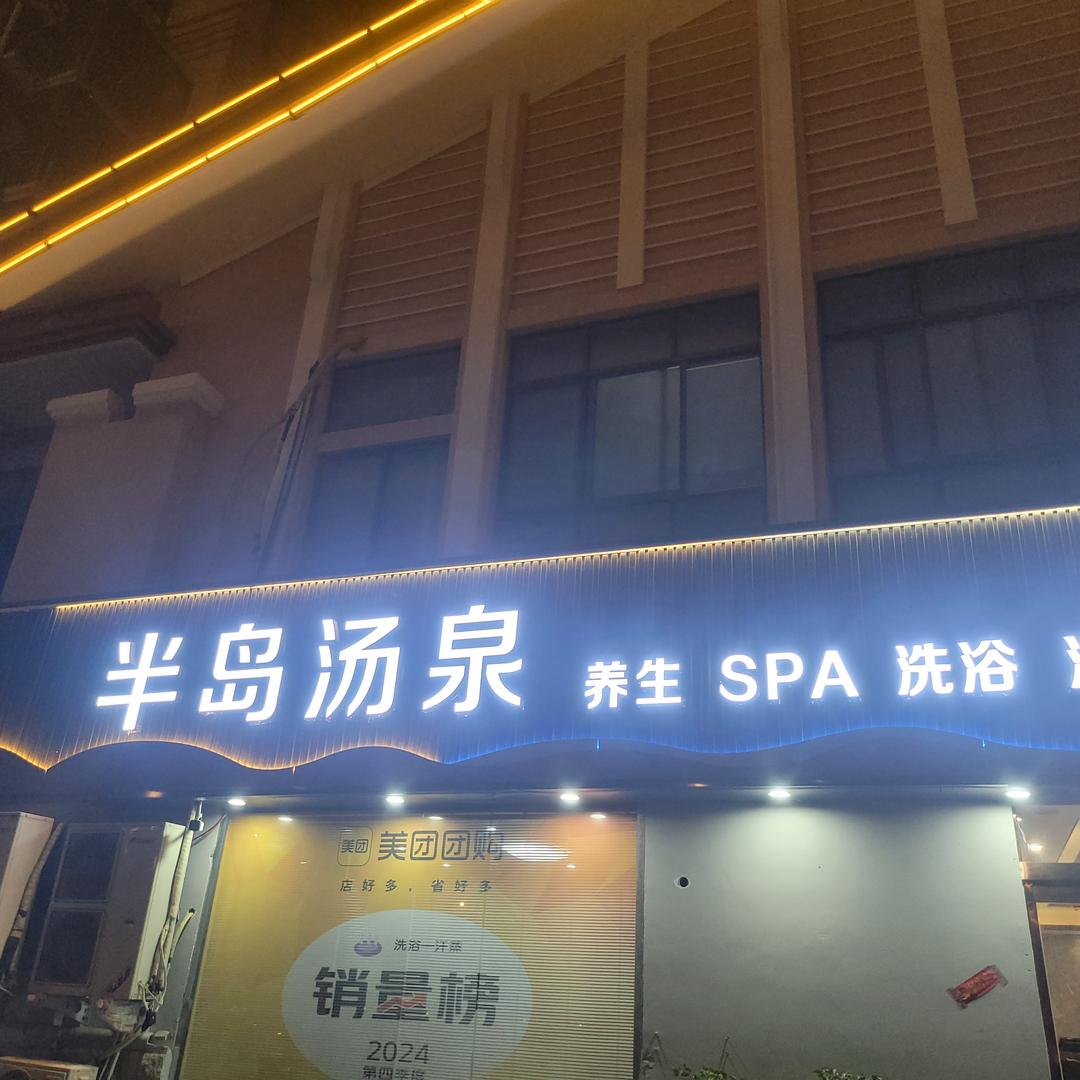 半岛汤泉 养生 SPA 洗浴
美团 美团团购
店好多，省好多
洗浴—汗蒸
销量榜
2024
第四季度